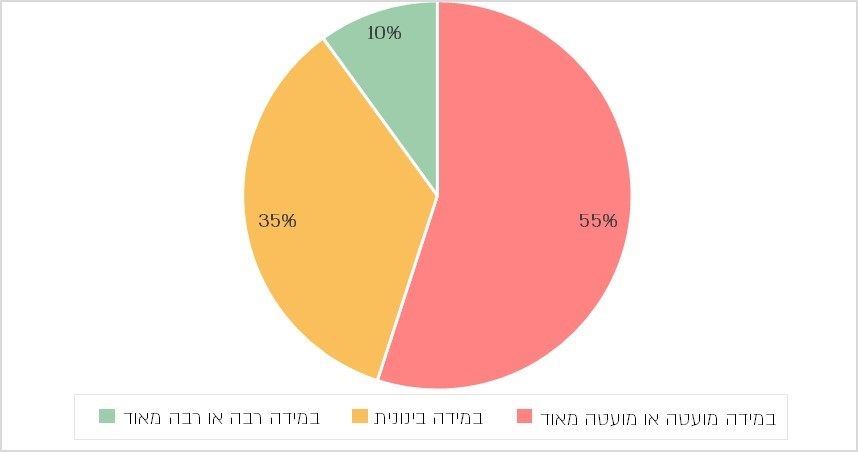 10%
35%
55%
במידה מועטה או מועטה מאוד
במידה בינונית
במידה רבה או רבה מאוד